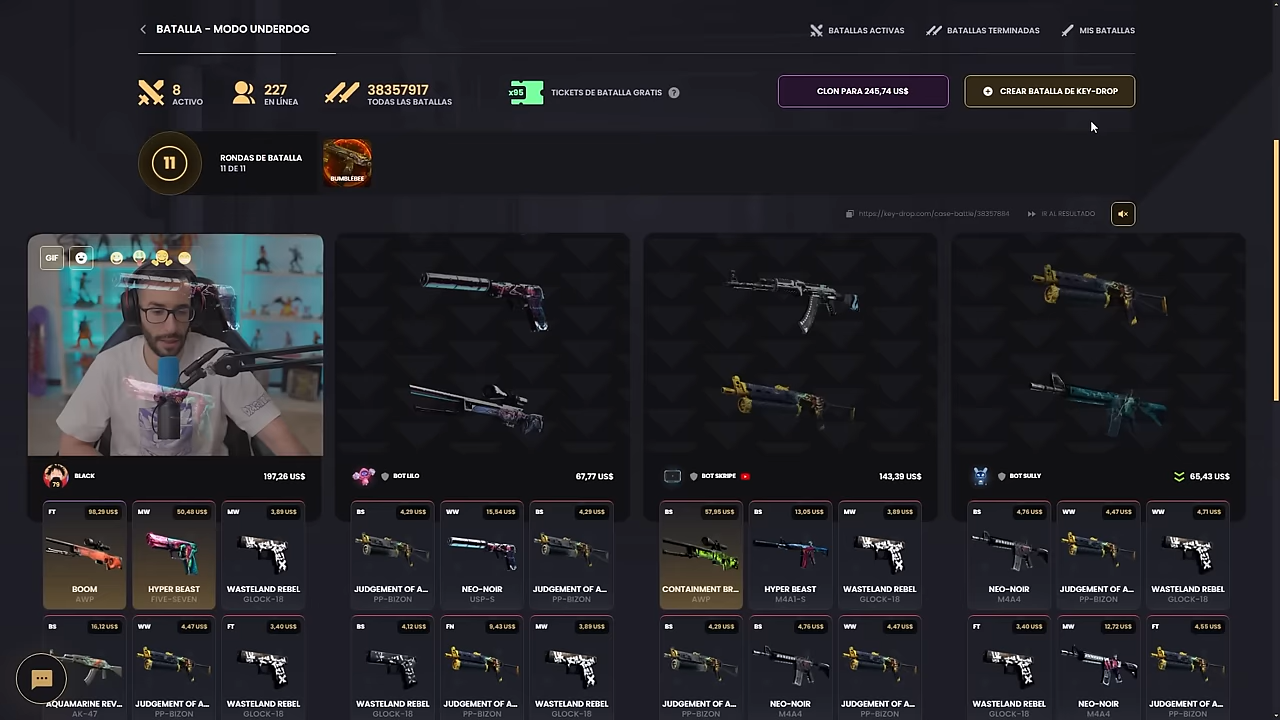 BATALLA - MODO UNDERDOG
BATALLAS ACTIVAS
BATALLAS TERMINADAS
MIS BATALLAS
8
ACTIVO
227
EN LÍNEA
38357917
TODAS LAS BATALLAS
x95
TICKETS DE BATALLA GRATIS
?
CLON PARA 245,74 US$
CREAR BATALLA DE KEY-DROP
11
RONDAS DE BATALLA
11 DE 11
BUMBLEBEE
https://key-drop.com/case-battle/38357884
IR AL RESULTADO
GIF
79
BLACK
197,26 US$
BOT LILO
67,77 US$
BOT SKRIPE
143,39 US$
BOT SULLY
65,43 US$
FT 98,29 US$
MW 50,48 US$
MW 3,89 US$
BS 4,29 US$
WW 15,54 US$
BS 4,29 US$
BS 57,95 US$
BS 13,05 US$
MW 3,89 US$
BS 4,76 US$
WW 4,47 US$
WW 4,71 US$
BOOM
HYPER BEAST
WASTELAND REBEL
JUDGEMENT OF A...
NEO-NOIR
JUDGEMENT OF A...
CONTAINMENT BR...
HYPER BEAST
WASTELAND REBEL
NEO-NOIR
JUDGEMENT OF A...
WASTELAND REBEL
AWP
FIVE-SEVEN
GLOCK-18
PP-BIZON
USP-S
PP-BIZON
AWP
M4A1-S
GLOCK-18
M4A4
PP-BIZON
GLOCK-18
BS 16,12 US$
WW 4,47 US$
FT 3,40 US$
BS 4,12 US$
FN 9,43 US$
MW 3,89 US$
BS 4,29 US$
BS 4,76 US$
WW 4,47 US$
FT 3,40 US$
MW 12,72 US$
FT 4,55 US$
AQUAMARINE REV...
JUDGEMENT OF A...
WASTELAND REBEL
WASTELAND REBEL
JUDGEMENT OF A...
WASTELAND REBEL
JUDGEMENT OF A...
NEO-NOIR
JUDGEMENT OF A...
WASTELAND REBEL
NEO-NOIR
JUDGEMENT OF A...
AK-47
PP-BIZON
GLOCK-18
GLOCK-18
PP-BIZON
GLOCK-18
PP-BIZON
M4A4
PP-BIZON
GLOCK-18
M4A4
PP-BIZON